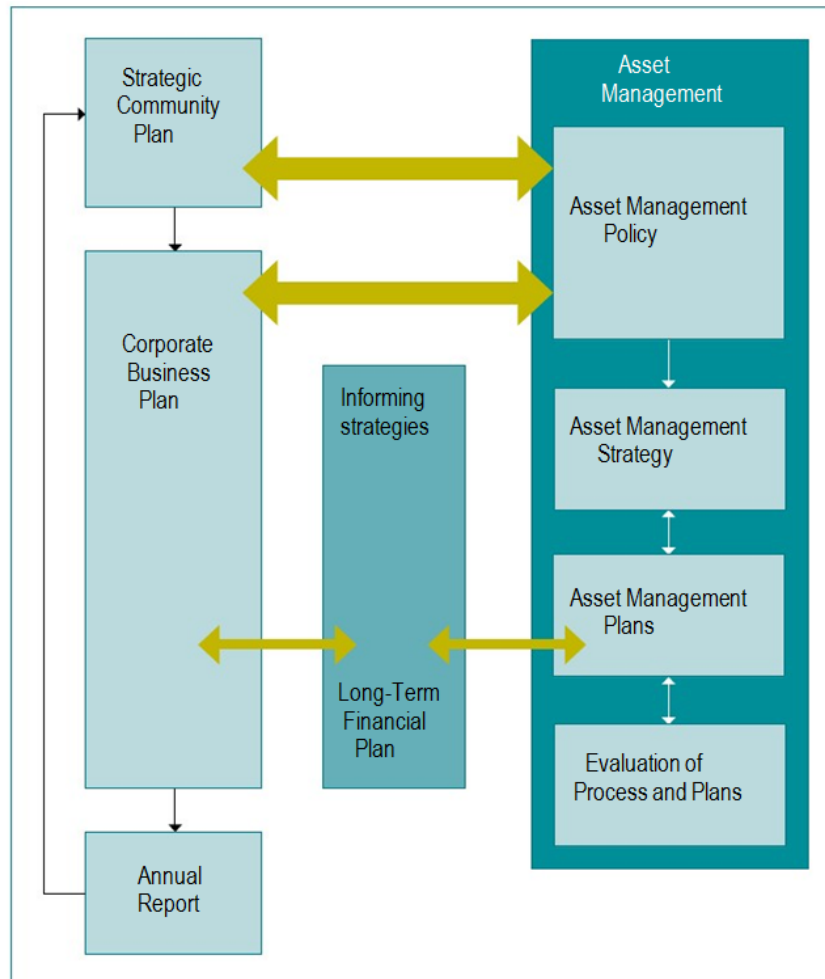 Strategic
Community
Plan
Corporate
Business
Plan
Annual
Report
Informing
strategies
Long-Term
Financial
Plan
Asset
Management
Asset Management
Policy
Asset Management
Strategy
Asset Management
Plans
Evaluation of
Process and Plans